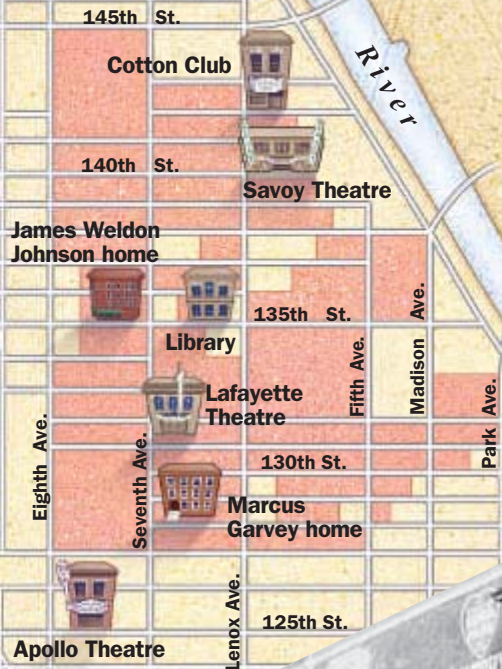 145th St.
Cotton Club
River
140th St.
Savoy Theatre
James Weldon
Johnson home
135th St.
Library
Fifth Ave.
Madison Ave.
Park Ave.
Lafayette
Theatre
Eighth Ave.
Seventh Ave.
130th St.
Marcus
Garvey home
Lenox Ave.
125th St.
Apollo Theatre